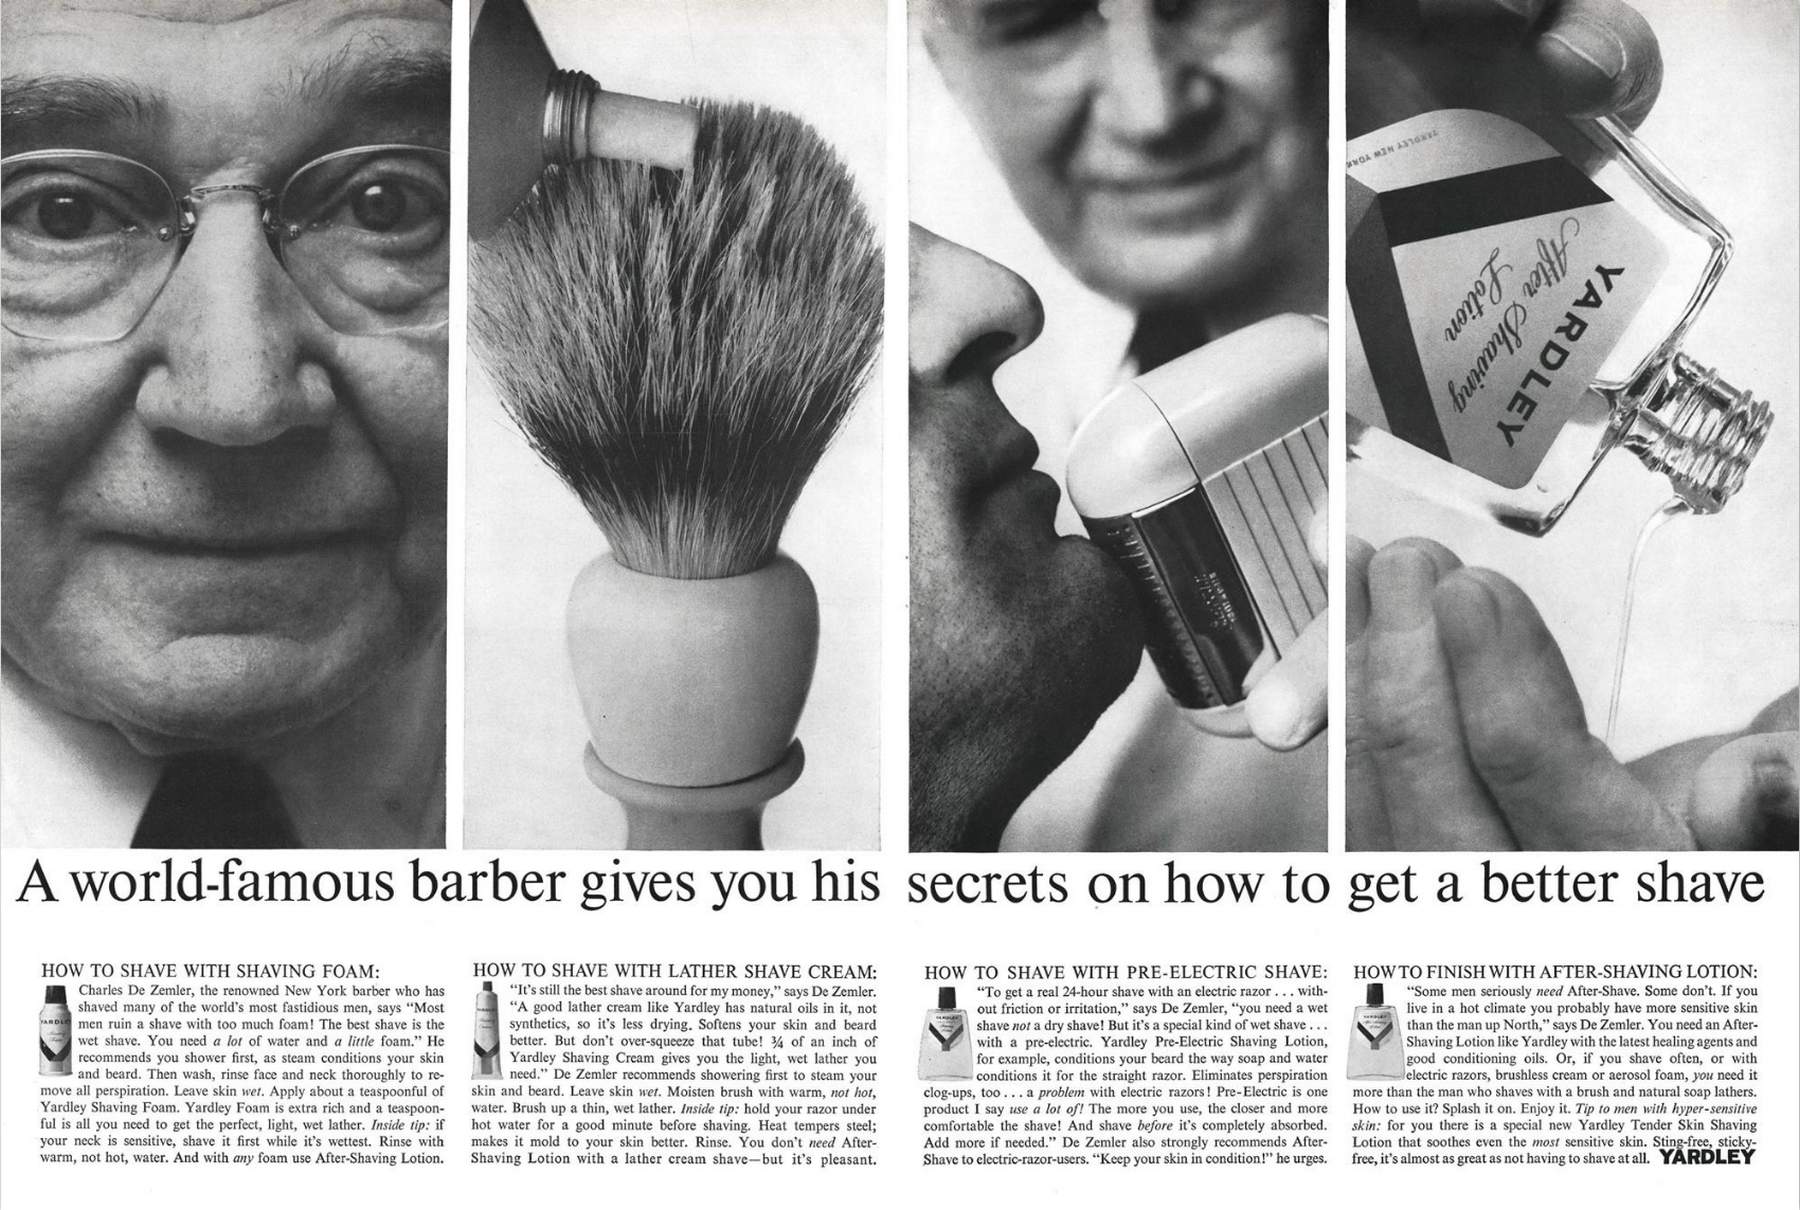 YARDLEY NEW YORK
YARDLEY
After Shaving
Lotion
A world-famous barber gives you his secrets on how to get a better shave
HOW TO SHAVE WITH SHAVING FOAM:
Charles De Zemler, the renowned New York barber who has
shaved many of the world's most fastidious men, says "Most
men ruin a shave with too much foam! The best shave is the
wet shave. You need a lot of water and a little foam." He
recommends you shower first, as steam conditions your skin
and beard. Then wash, rinse face and neck thoroughly to re-
move all perspiration. Leave skin wet. Apply about a teaspoonful of
Yardley Shaving Foam. Yardley Foam is extra rich and a teaspoon-
ful is all you need to get the perfect, light, wet lather. Inside tip: if
your neck is sensitive, shave it first while it's wettest. Rinse with
warm, not hot, water. And with any foam use After-Shaving Lotion.
YARDLEY
HOW TO SHAVE WITH LATHER SHAVE CREAM:
"It's still the best shave around for my money," says De Zemler.
"A good lather cream like Yardley has natural oils in it, not
synthetics, so it's less drying. Softens your skin and beard
better. But don't over-squeeze that tube! ¾ of an inch of
Yardley Shaving Cream gives you the light, wet lather you
need." De Zemler recommends showering first to steam your
skin and beard. Leave skin wet. Moisten brush with warm, not hot,
water. Brush up a thin, wet lather. Inside tip: hold your razor under
hot water for a good minute before shaving. Heat tempers steel;
makes it mold to your skin better. Rinse. You don't need After-
Shaving Lotion with a lather cream shave—but it's pleasant.
HOW TO SHAVE WITH PRE-ELECTRIC SHAVE:
"To get a real 24-hour shave with an electric razor . . . with-
out friction or irritation," says De Zemler, "you need a wet
shave not a dry shave! But it's a special kind of wet shave . . .
with a pre-electric. Yardley Pre-Electric Shaving Lotion,
for example, conditions your beard the way soap and water
conditions it for the straight razor. Eliminates perspiration
clog-ups, too . . . a problem with electric razors! Pre-Electric is one
product I say use a lot of! The more you use, the closer and more
comfortable the shave! And shave before it's completely absorbed.
Add more if needed." De Zemler also strongly recommends After-
Shave to electric-razor-users. "Keep your skin in condition!" he urges.
HOW TO FINISH WITH AFTER-SHAVING LOTION:
"Some men seriously need After-Shave. Some don't. If you
live in a hot climate you probably have more sensitive skin
than the man up North," says De Zemler. You need an After-
Shaving Lotion like Yardley with the latest healing agents and
good conditioning oils. Or, if you shave often, or with
electric razors, brushless cream or aerosol foam, you need it
more than the man who shaves with a brush and natural soap lathers.
How to use it? Splash it on. Enjoy it. Tip to men with hyper-sensitive
skin: for you there is a special new Yardley Tender Skin Shaving
Lotion that soothes even the most sensitive skin. Sting-free, sticky-
free, it's almost as great as not having to shave at all. YARDLEY